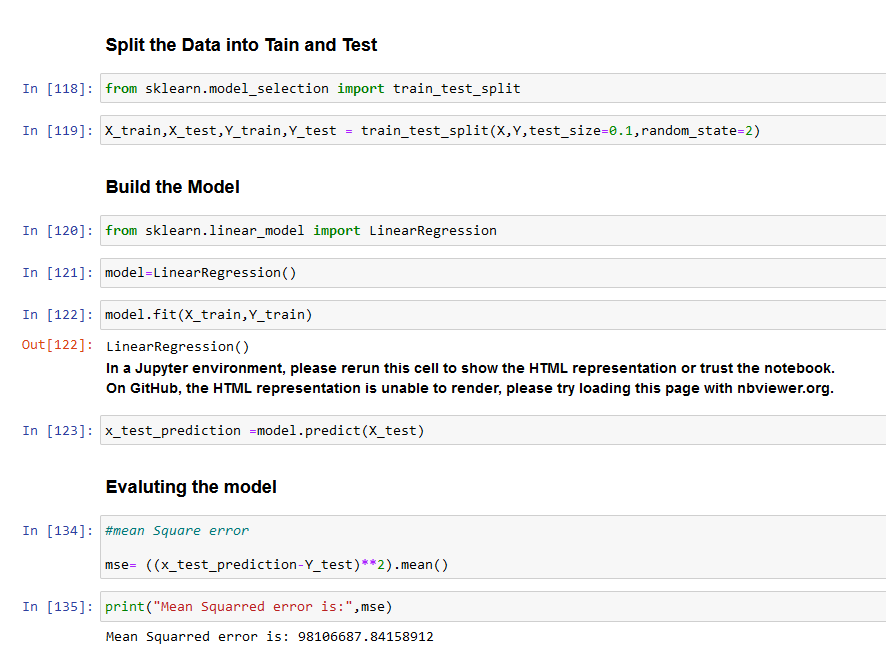 Split the Data into Tain and Test
In [118]: from sklearn.model_selection import train_test_split
In [119]: X_train,X_test,Y_train,Y_test = train_test_split(X,Y,test_size=0.1,random_state=2)
Build the Model
In [120]: from sklearn.linear_model import LinearRegression
In [121]: model=LinearRegression()
In [122]: model.fit(X_train,Y_train)
Out[122]: LinearRegression()
In a Jupyter environment, please rerun this cell to show the HTML representation or trust the notebook.
On GitHub, the HTML representation is unable to render, please try loading this page with nbviewer.org.
In [123]: x_test_prediction =model.predict(X_test)
Evaluting the model
In [134]: #mean Square error
mse= ((x_test_prediction-Y_test)**2).mean()
In [135]: print("Mean Squarred error is:",mse)
Mean Squarred error is: 98106687.84158912